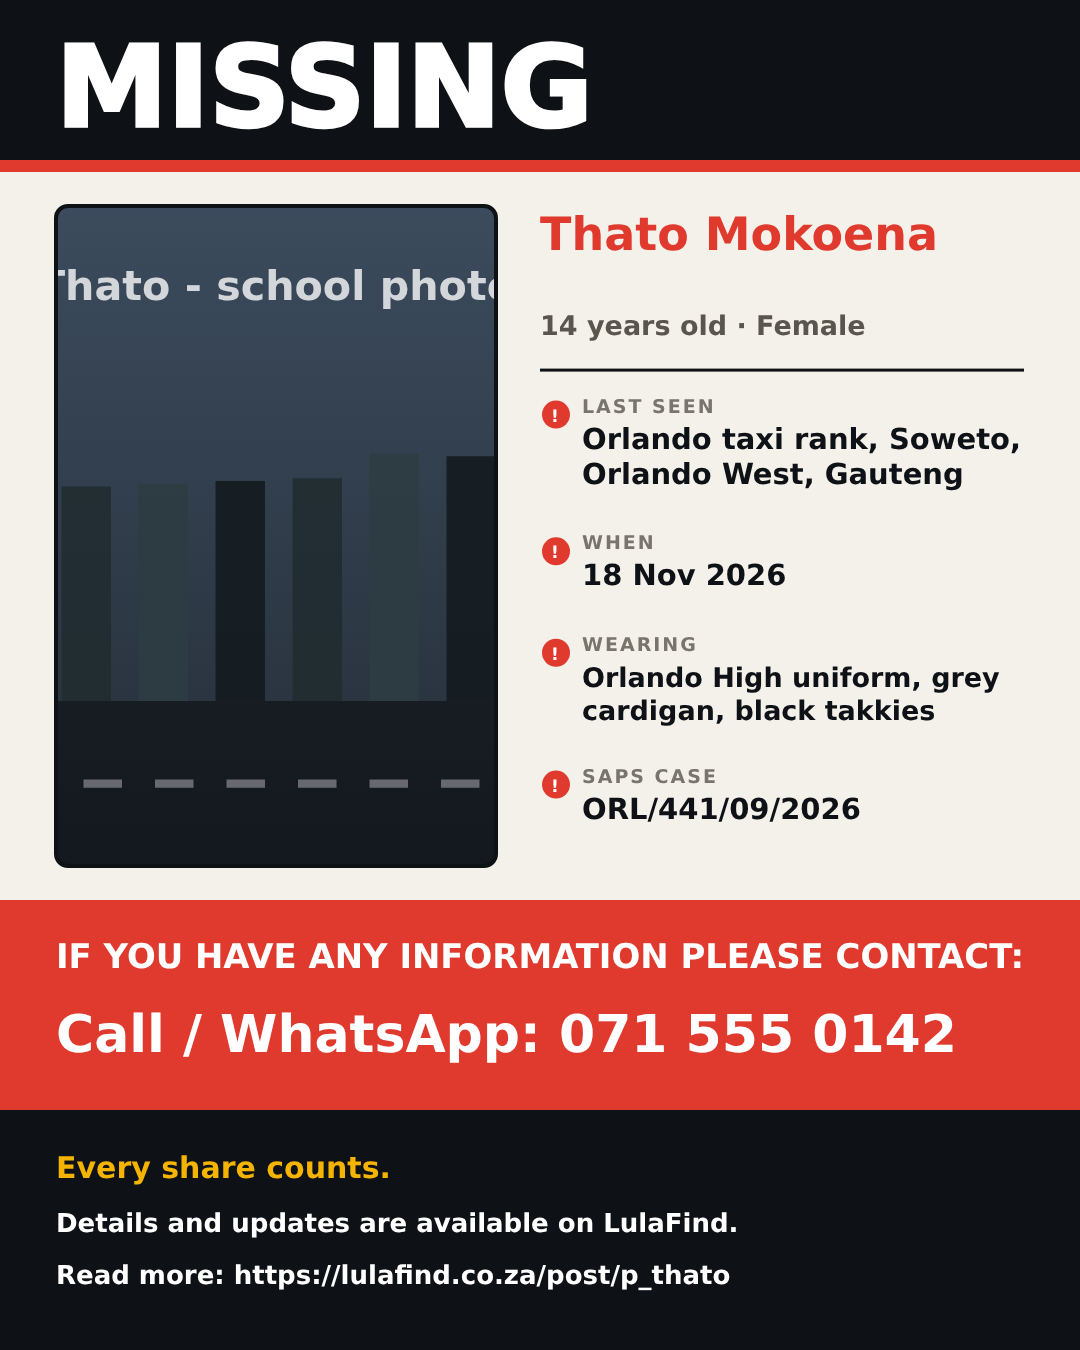 MISSING
Thato - school photo
Thato Mokoena
14 years old · Female
! LAST SEEN
Orlando taxi rank, Soweto,
Orlando West, Gauteng
! WHEN
18 Nov 2026
! WEARING
Orlando High uniform, grey
cardigan, black takkies
! SAPS CASE
ORL/441/09/2026
IF YOU HAVE ANY INFORMATION PLEASE CONTACT:
Call / WhatsApp: 071 555 0142
Every share counts.
Details and updates are available on LulaFind.
Read more: https://lulafind.co.za/post/p_thato